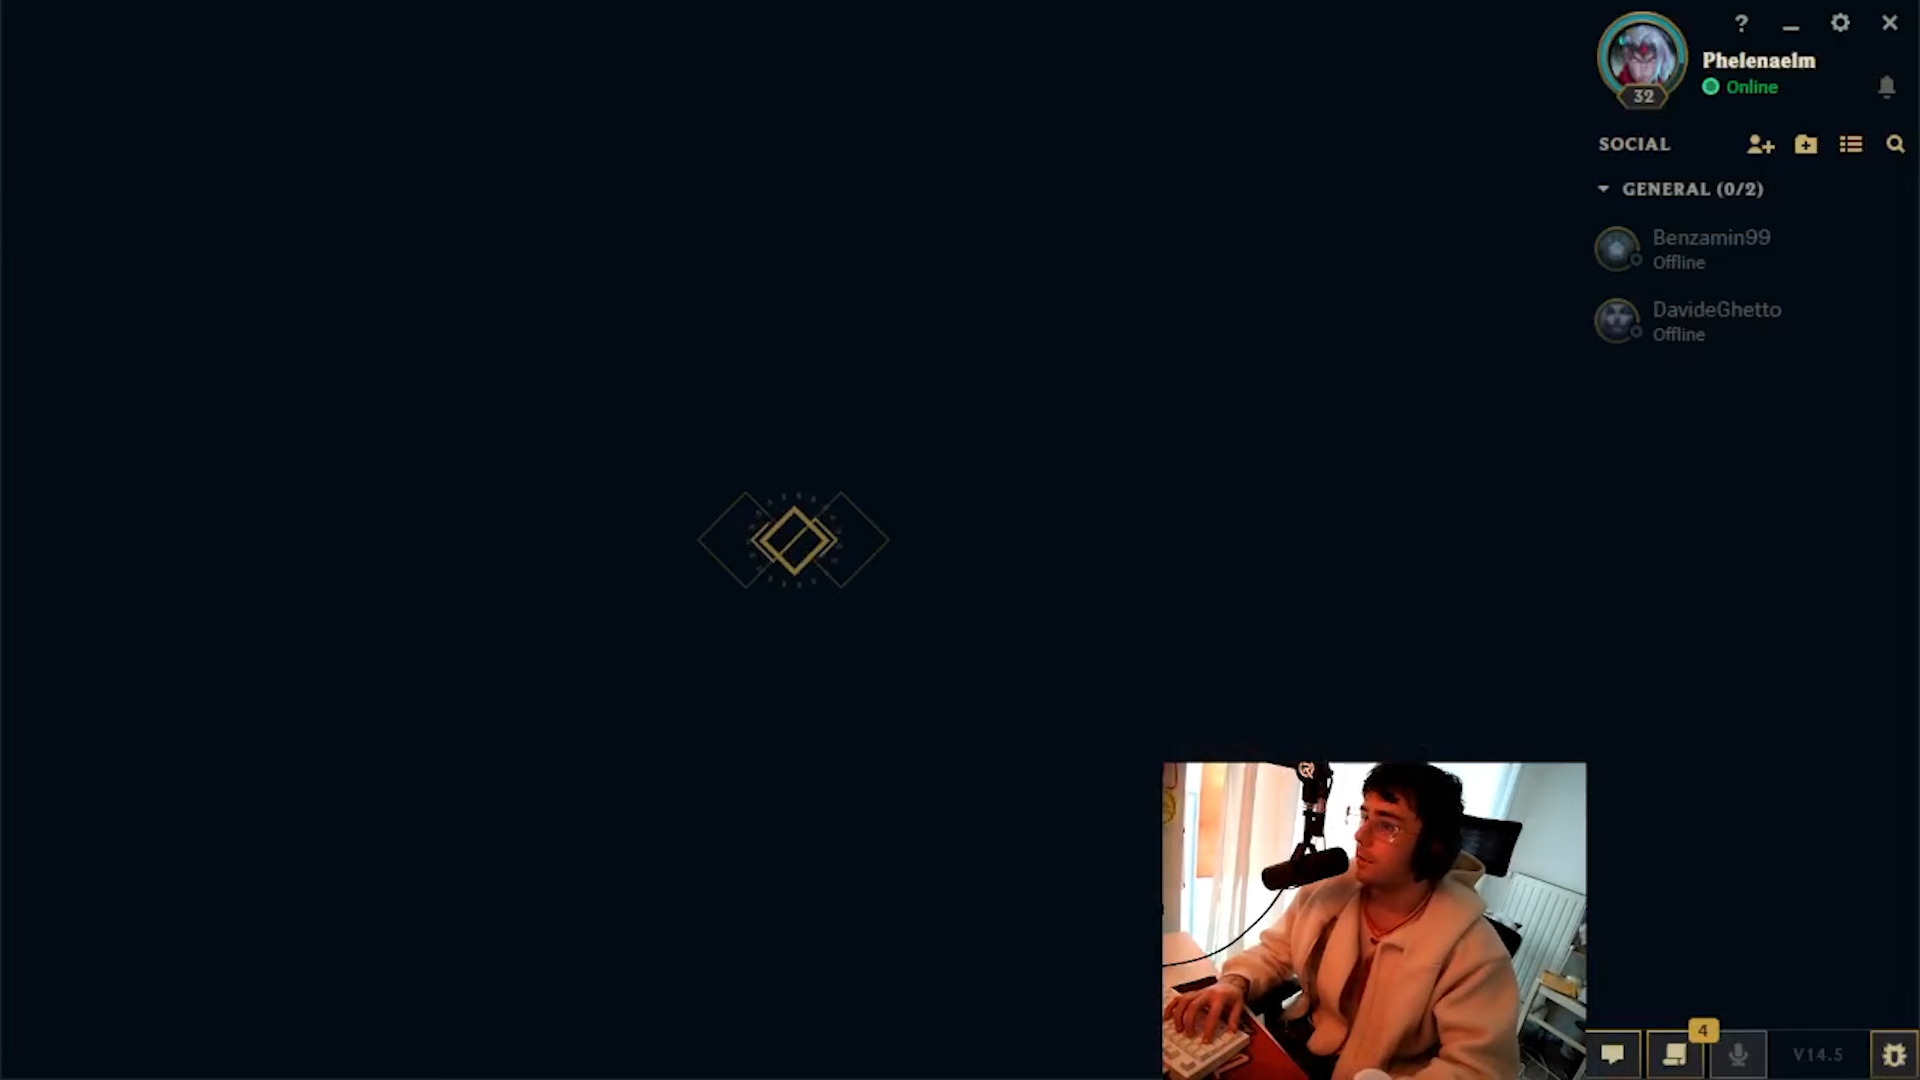 ?
Phelenaelm
Online
32
SOCIAL
GENERAL (0/2)
Benzamin99
Offline
DavideGhetto
Offline
4
V14.5